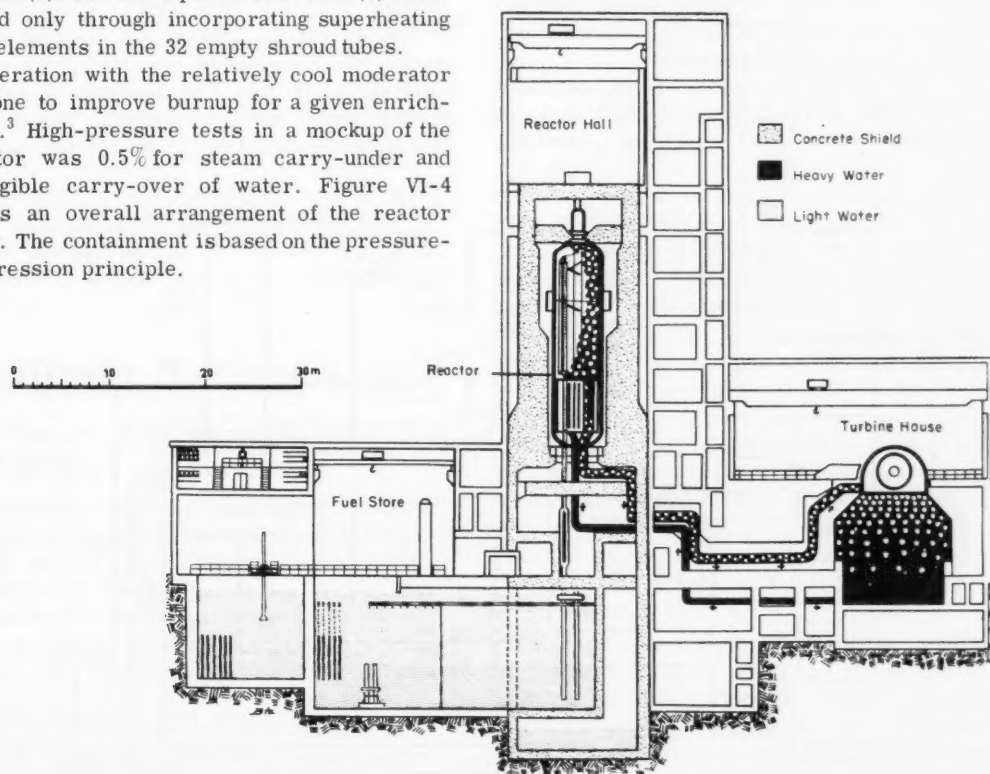 d only through incorporating superheating
elements in the 32 empty shroud tubes.
eration with the relatively cool moderator
one to improve burnup for a given enrich-
.³ High-pressure tests in a mockup of the
tor was 0.5% for steam carry-under and
gible carry-over of water. Figure VI-4
s an overall arrangement of the reactor
. The containment is based on the pressure-
ression principle.
Reactor Hall
Concrete Shield
Heavy Water
Light Water
0 10 20 30m
Reactor
Turbine House
Fuel Store